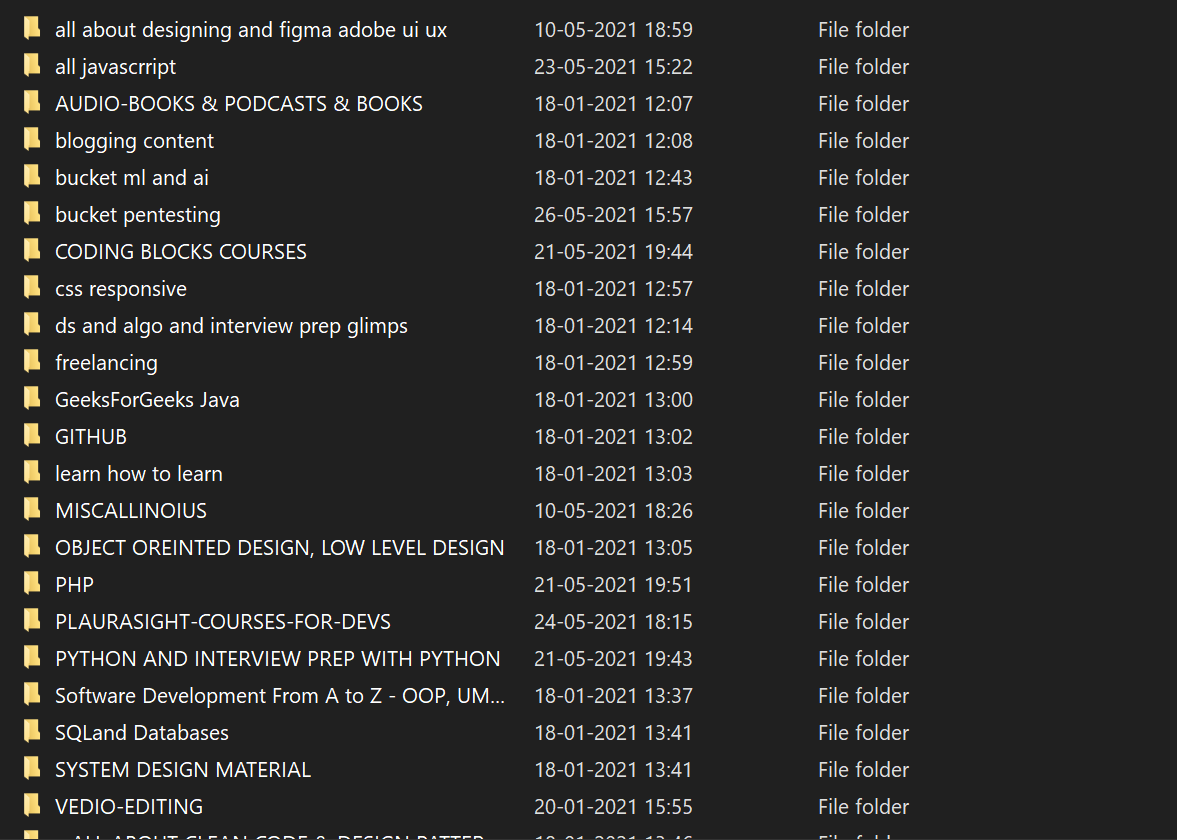 all about designing and figma adobe ui ux 10-05-2021 18:59 File folder
all javascrript 23-05-2021 15:22 File folder
AUDIO-BOOKS & PODCASTS & BOOKS 18-01-2021 12:07 File folder
blogging content 18-01-2021 12:08 File folder
bucket ml and ai 18-01-2021 12:43 File folder
bucket pentesting 26-05-2021 15:57 File folder
CODING BLOCKS COURSES 21-05-2021 19:44 File folder
css responsive 18-01-2021 12:57 File folder
ds and algo and interview prep glimps 18-01-2021 12:14 File folder
freelancing 18-01-2021 12:59 File folder
GeeksForGeeks Java 18-01-2021 13:00 File folder
GITHUB 18-01-2021 13:02 File folder
learn how to learn 18-01-2021 13:03 File folder
MISCALLINOIUS 10-05-2021 18:26 File folder
OBJECT OREINTED DESIGN, LOW LEVEL DESIGN 18-01-2021 13:05 File folder
PHP 21-05-2021 19:51 File folder
PLAURASIGHT-COURSES-FOR-DEVS 24-05-2021 18:15 File folder
PYTHON AND INTERVIEW PREP WITH PYTHON 21-05-2021 19:43 File folder
Software Development From A to Z - OOP, UM... 18-01-2021 13:37 File folder
SQLand Databases 18-01-2021 13:41 File folder
SYSTEM DESIGN MATERIAL 18-01-2021 13:41 File folder
VEDIO-EDITING 20-01-2021 15:55 File folder
ALL ABOUT CLEAN CODE & DESIGN PATTER File folder